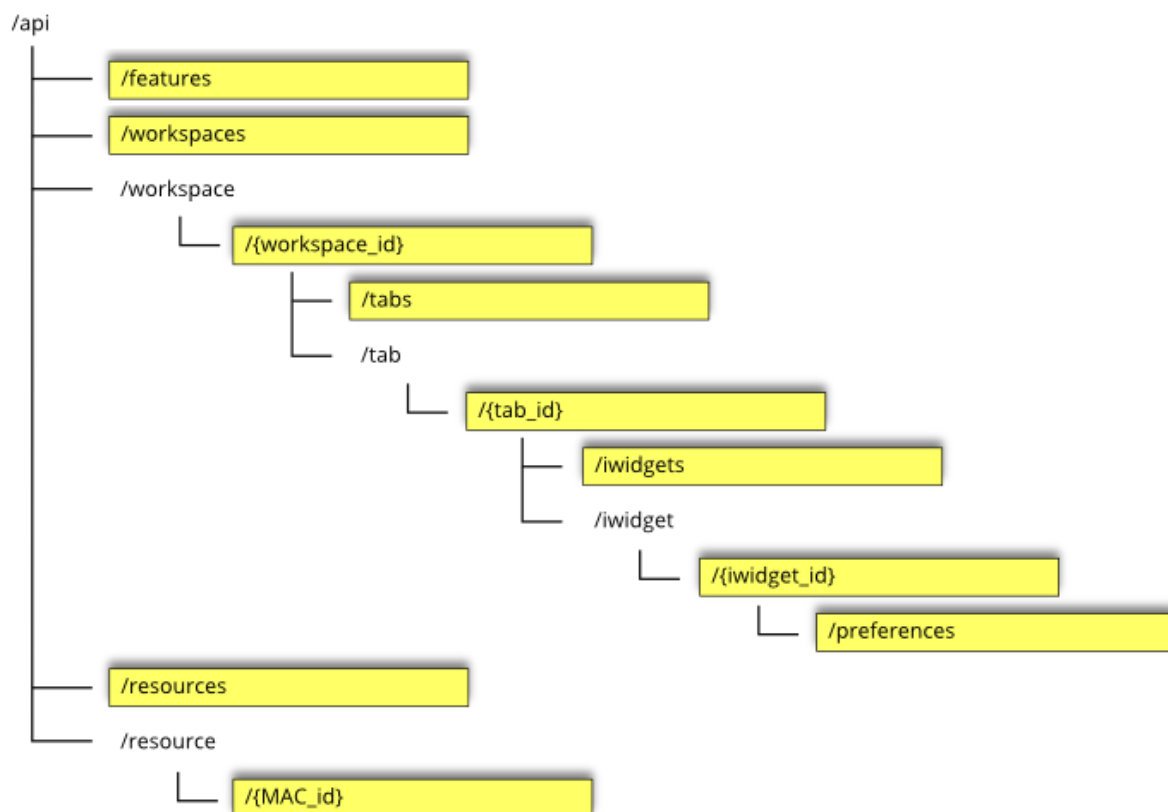 /api
/features
/workspaces
/workspace
/{workspace_id}
/tabs
/tab
/{tab_id}
/iwidgets
/iwidget
/{iwidget_id}
/preferences
/resources
/resource
/{MAC_id}